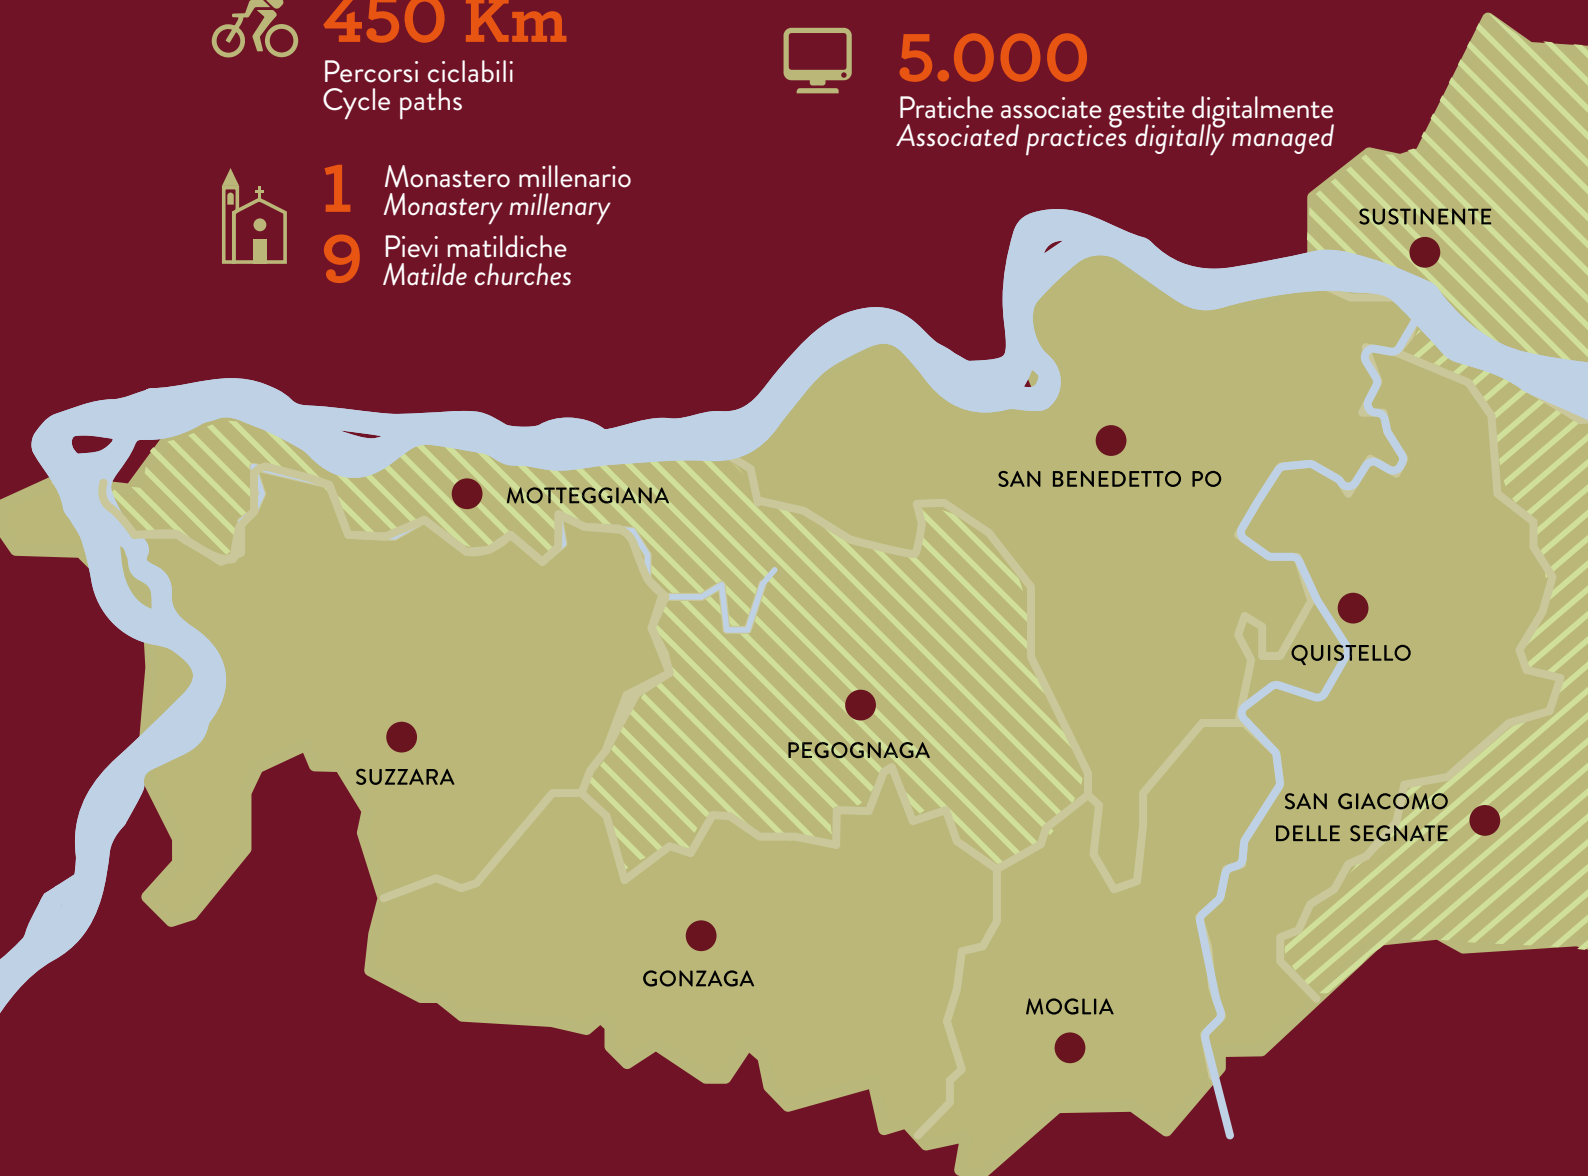 450 Km
Percorsi ciclabili
Cycle paths
1
Monastero millenario
Monastery millenary
9
Pievi matildiche
Matilde churches
5.000
Pratiche associate gestite digitalmente
Associated practices digitally managed
SUSTINENTE
MOTTEGGIANA
SAN BENEDETTO PO
QUISTELLO
PEGOGNAGA
SUZZARA
SAN GIACOMO
DELLE SEGNATE
GONZAGA
MOGLIA